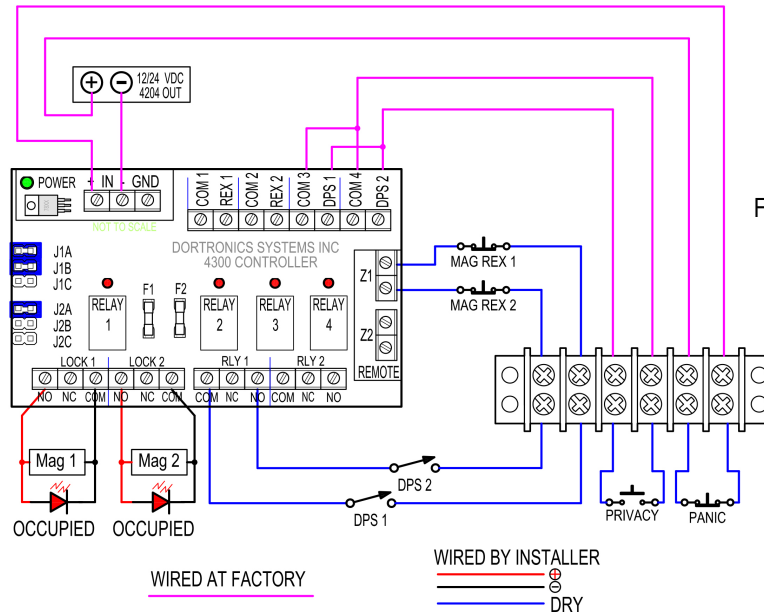 12/24 VDC
4204 OUT
POWER
+ IN - GND
NOT TO SCALE
COM 1
REX 1
COM 2
REX 2
COM 3
DPS 1
COM 4
DPS 2
DORTRONICS SYSTEMS INC
4300 CONTROLLER
J1A
J1B
J1C
J2A
J2B
J2C
RELAY
1
F1
F2
RELAY
2
RELAY
3
RELAY
4
Z1
Z2
REMOTE
MAG REX 1
MAG REX 2
F
LOCK 1
LOCK 2
RLY 1
RLY 2
NO NC COM NO NC COM
COM NC NO COM NC NO
Mag 1
Mag 2
OCCUPIED
OCCUPIED
DPS 2
DPS 1
PRIVACY
PANIC
WIRED AT FACTORY
WIRED BY INSTALLER
DRY